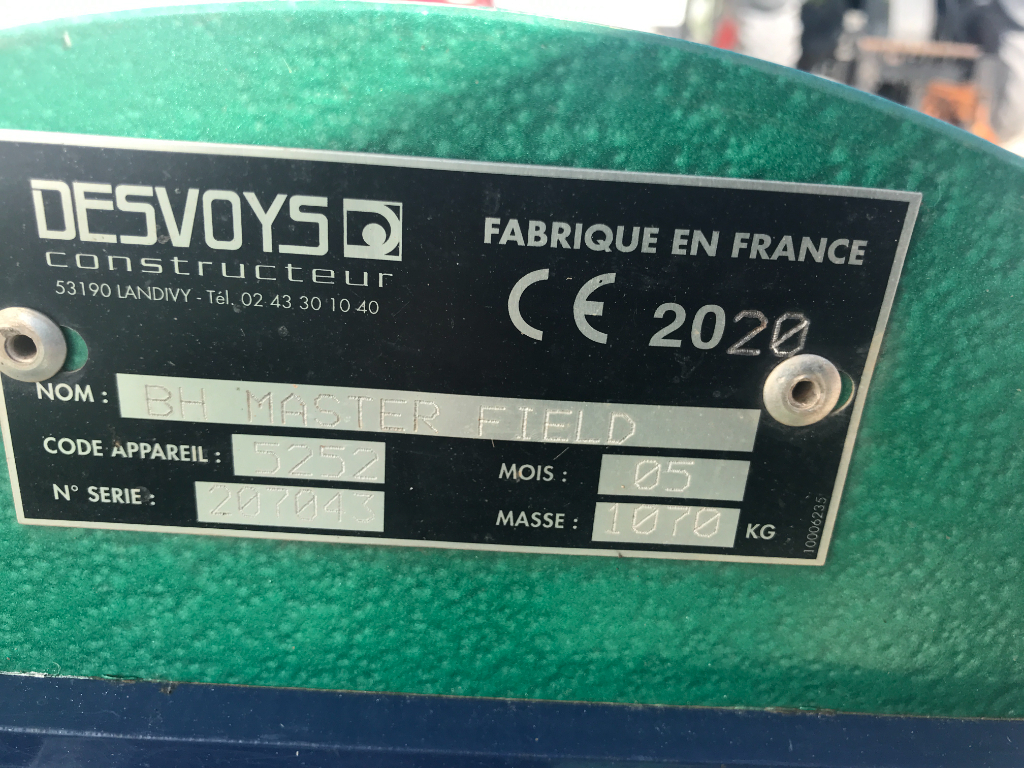 DESVOYS
constructeur
53190 LANDIVY - Tél. 02 43 30 10 40
FABRIQUE EN FRANCE
CE 2020
NOM : BH MASTER FIELD
CODE APPAREIL : 5252
MOIS : 05
N° SERIE : 207043
MASSE : 1070 KG
10006235